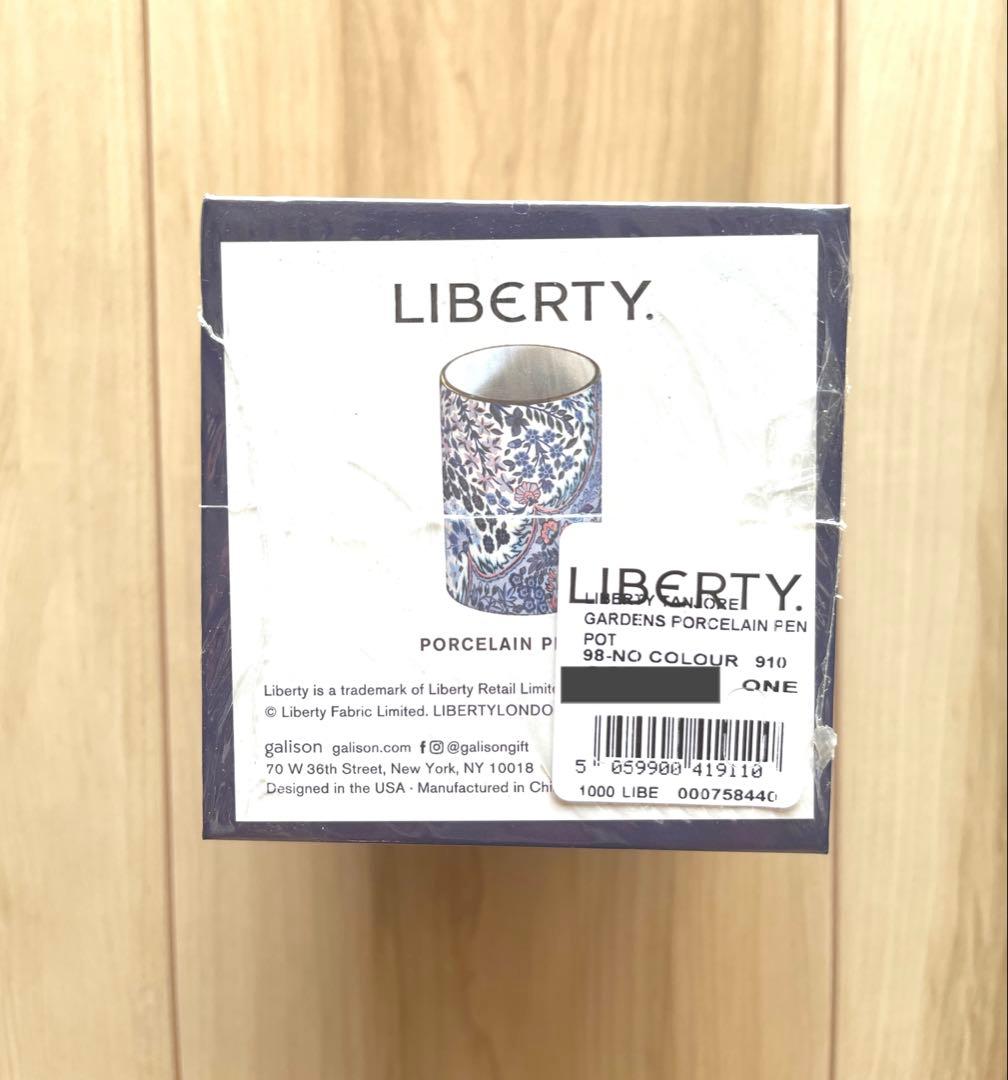 LIBERTY.
PORCELAIN P
Liberty is a trademark of Liberty Retail Limite
© Liberty Fabric Limited. LIBERTYLONDO
galison galison.com @galisongift
70 W 36th Street, New York, NY 10018
Designed in the USA · Manufactured in Chi
LIBERTY.
LIBERTY TANJORE
GARDENS PORCELAIN PEN
POT
98-NO COLOUR 910
ONE
5 059900 419110
1000 LIBE 000758440